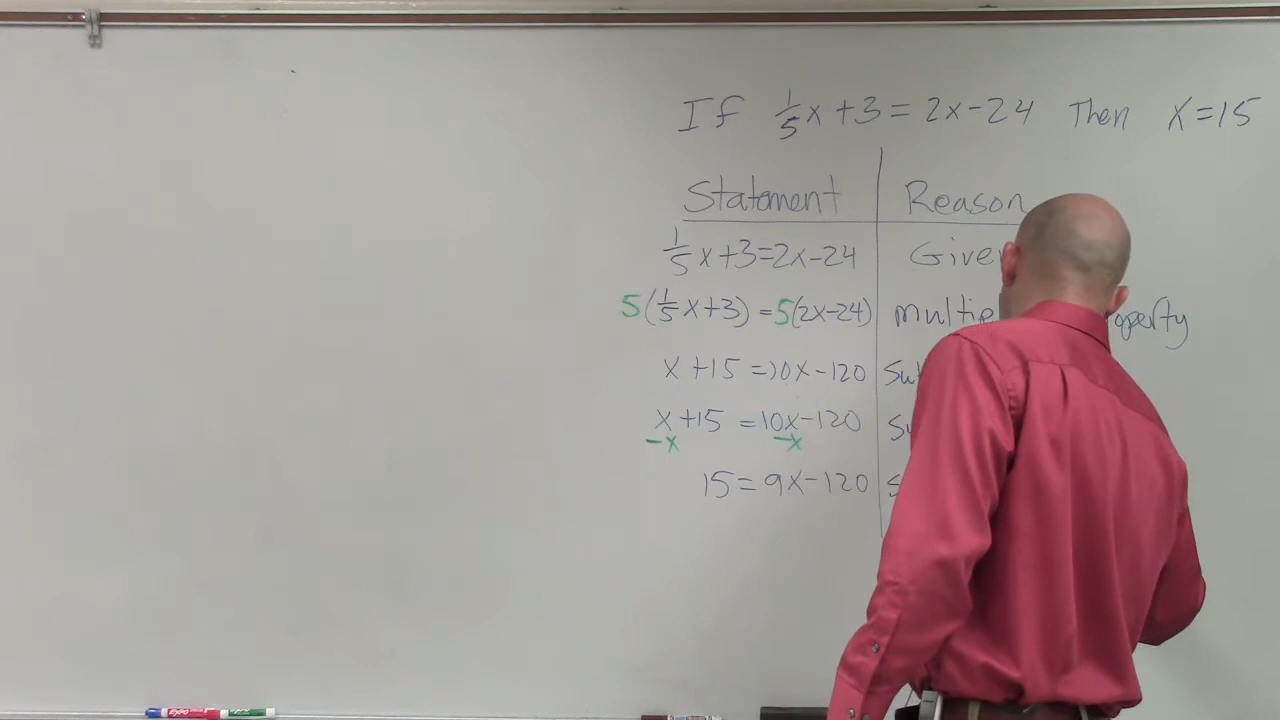 If 1/5x+3=2x-24 Then x=15
Statement Reason
1/5x+3=2x-24
5(1/5x+3)=5(2x-24)
x+15=10x-120
x+15=10x-120
-x -x
15=9x-120